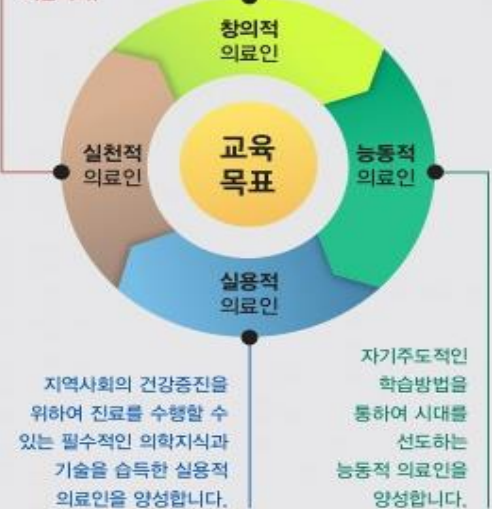 창의적
의료인
실천적
의료인
교육
목표
능동적
의료인
실용적
의료인
지역사회의 건강증진을
위하여 진료를 수행할 수
있는 필수적인 의학지식과
기술을 습득한 실용적
의료인을 양성합니다.
자기주도적인
학습방법을
통하여 시대를
선도하는
능동적 의료인을
양성합니다.